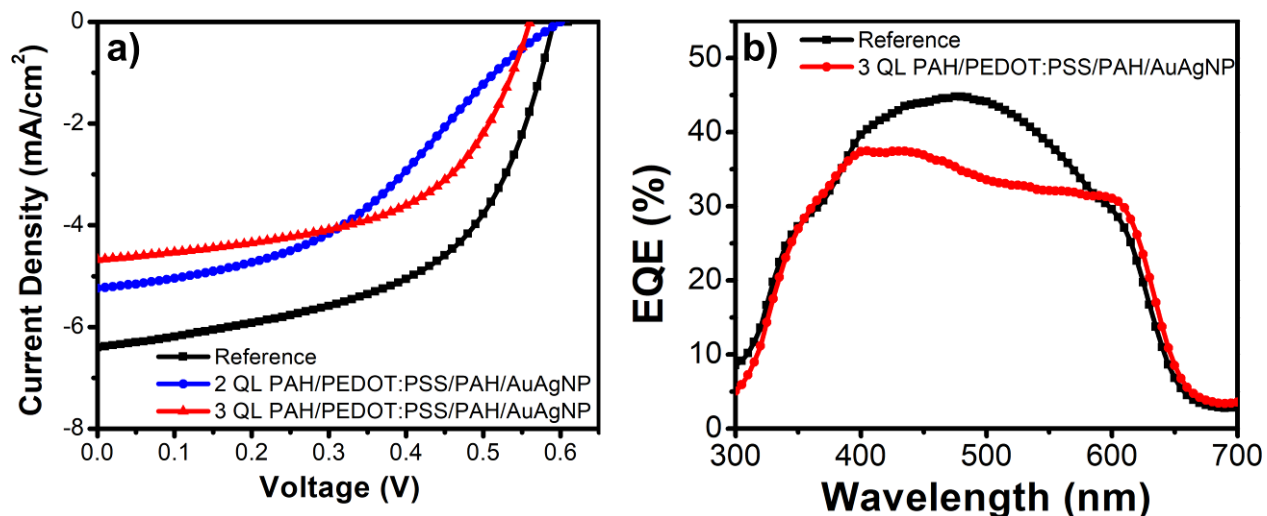 a)
0
-2
-4
-6
-8
Current Density (mA/cm²)
Reference
2 QL PAH/PEDOT:PSS/PAH/AuAgNP
3 QL PAH/PEDOT:PSS/PAH/AuAgNP
0.0 0.1 0.2 0.3 0.4 0.5 0.6
Voltage (V)
b)
50
40
30
20
10
0
EQE (%)
Reference
3 QL PAH/PEDOT:PSS/PAH/AuAgNP
300 400 500 600 700
Wavelength (nm)